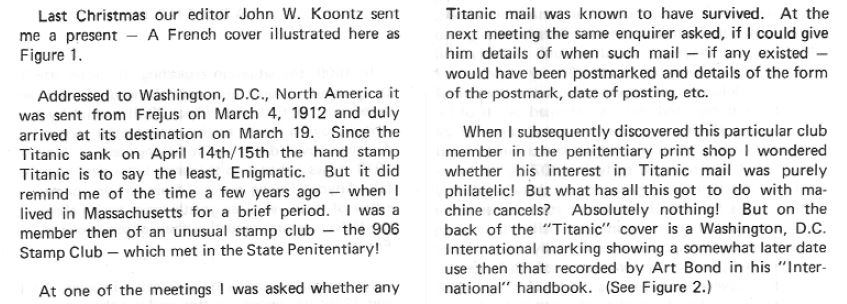 Last Christmas our editor John W. Koontz sent
me a present — A French cover illustrated here as
Figure 1.
Addressed to Washington, D.C., North America it
was sent from Frejus on March 4, 1912 and duly
arrived at its destination on March 19. Since the
Titanic sank on April 14th/15th the hand stamp
Titanic is to say the least, Enigmatic. But it did
remind me of the time a few years ago — when I
lived in Massachusetts for a brief period. I was a
member then of an unusual stamp club — the 906
Stamp Club — which met in the State Penitentiary!
At one of the meetings I was asked whether any
Titanic mail was known to have survived. At the
next meeting the same enquirer asked, if I could give
him details of when such mail — if any existed —
would have been postmarked and details of the form
of the postmark, date of posting, etc.
When I subsequently discovered this particular club
member in the penitentiary print shop I wondered
whether his interest in Titanic mail was purely
philatelic! But what has all this got to do with ma-
chine cancels? Absolutely nothing! But on the
back of the "Titanic" cover is a Washington, D.C.
International marking showing a somewhat later date
use then that recorded by Art Bond in his "Inter-
national" handbook. (See Figure 2.)